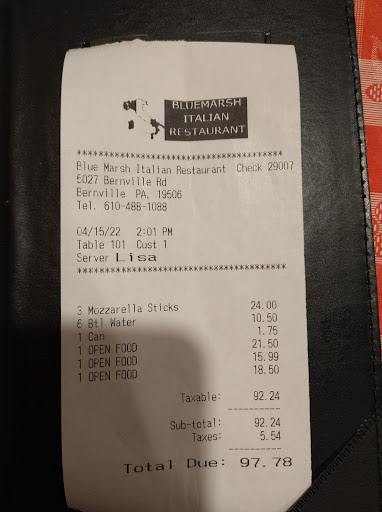 BLUEMARSH
ITALIAN
RESTAURANT
****************************************
Blue Marsh Italian Restaurant Check 29007
5027 Bernville Rd
Bernville PA, 19506
Tel. 610-488-1088
04/15/22 2:01 PM
Table 101 Cust 1
Server Lisa
****************************************
3 Mozzarella Sticks 24.00
6 Btl Water 10.50
1 Can 1.75
1 OPEN FOOD 21.50
1 OPEN FOOD 15.99
1 OPEN FOOD 18.50
Taxable: 92.24
----------
Sub-total: 92.24
Taxes: 5.54
----------
Total Due: 97.78